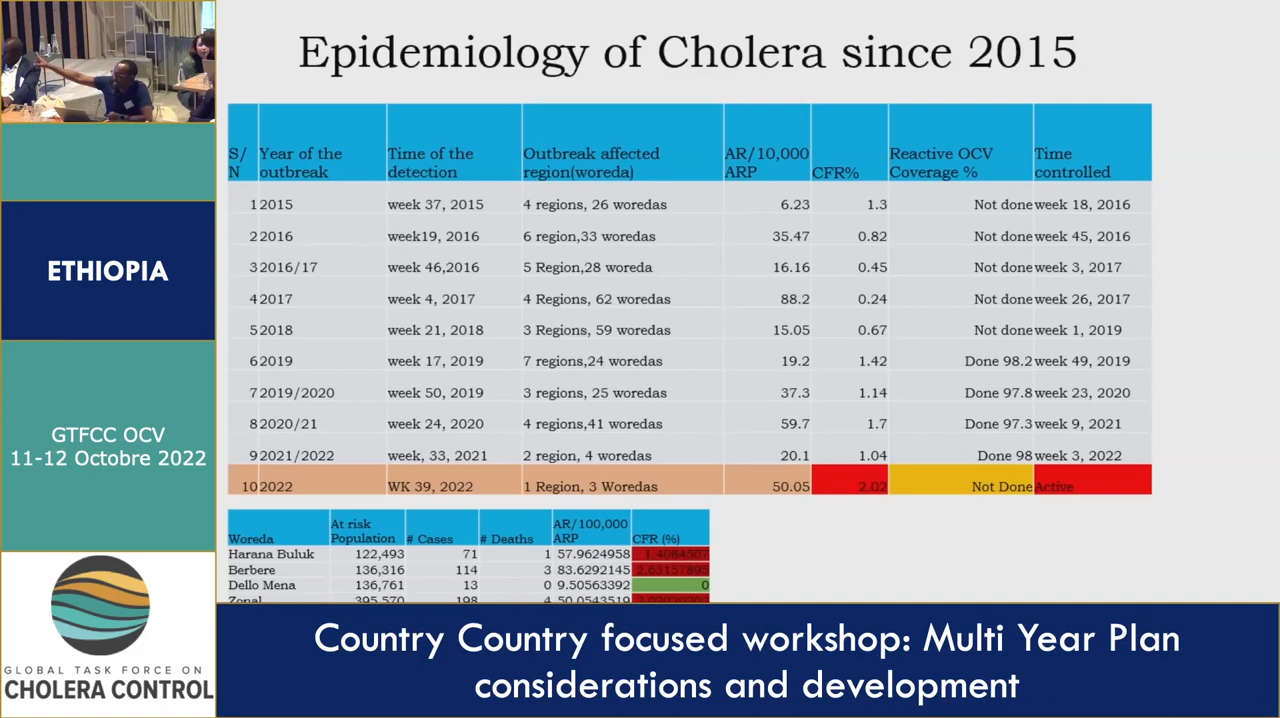 Epidemiology of Cholera since 2015
S/N Year of the outbreak Time of the detection Outbreak affected region(woreda) AR/10,000 ARP CFR% Reactive OCV Coverage % Time controlled
1 2015 week 37, 2015 4 regions, 26 woredas 6.23 1.3 Not done week 18, 2016
2 2016 week19, 2016 6 region,33 woredas 35.47 0.82 Not done week 45, 2016
3 2016/17 week 46,2016 5 Region,28 woreda 16.16 0.45 Not done week 3, 2017
4 2017 week 4, 2017 4 Regions, 62 woredas 88.2 0.24 Not done week 26, 2017
5 2018 week 21, 2018 3 Regions, 59 woredas 15.05 0.67 Not done week 1, 2019
6 2019 week 17, 2019 7 regions,24 woredas 19.2 1.42 Done 98.2 week 49, 2019
7 2019/2020 week 50, 2019 3 regions, 25 woredas 37.3 1.14 Done 97.8 week 23, 2020
8 2020/21 week 24, 2020 4 regions,41 woredas 59.7 1.7 Done 97.3 week 9, 2021
9 2021/2022 week, 33, 2021 2 region, 4 woredas 20.1 1.04 Done 98 week 3, 2022
10 2022 WK 39, 2022 1 Region, 3 Woredas 50.05 2.02 Not Done Active
Woreda At risk Population # Cases # Deaths AR/100,000 ARP CFR (%)
Harana Buluk 122,493 71 1 57.9624958 1.4084507
Berbere 136,316 114 3 83.6292145 2.63157895
Dello Mena 136,761 13 0 9.50563392 0
Zonal 395,570 198 4 50.0543519
ETHIOPIA
GTFCC OCV
11-12 Octobre 2022
GLOBAL TASK FORCE ON
CHOLERA CONTROL
Country Country focused workshop: Multi Year Plan
considerations and development